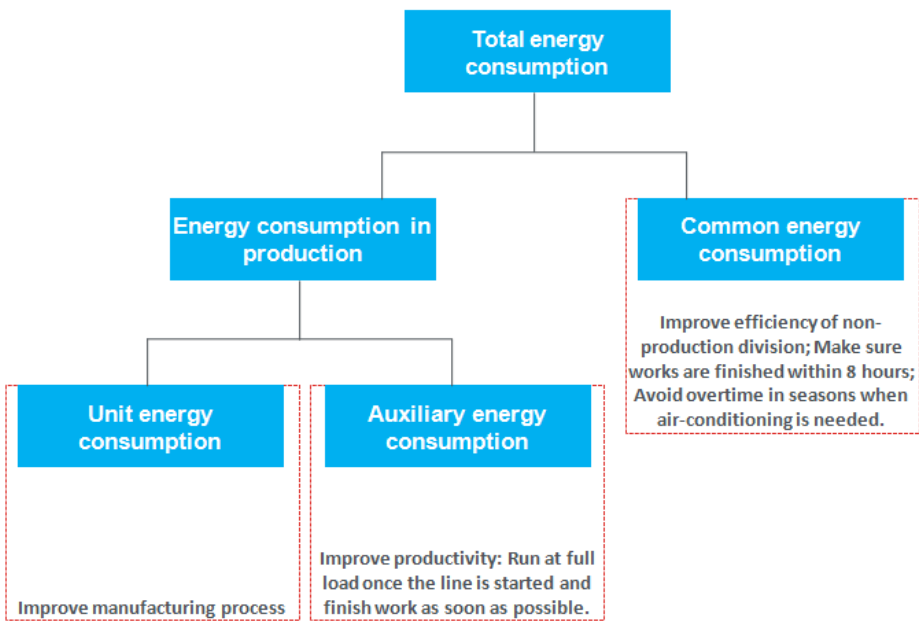 Total energy
consumption
Energy consumption in
production
Common energy
consumption
Improve efficiency of non-
production division; Make sure
works are finished within 8 hours;
Avoid overtime in seasons when
air-conditioning is needed.
Unit energy
consumption
Improve manufacturing process
Auxiliary energy
consumption
Improve productivity: Run at full
load once the line is started and
finish work as soon as possible.